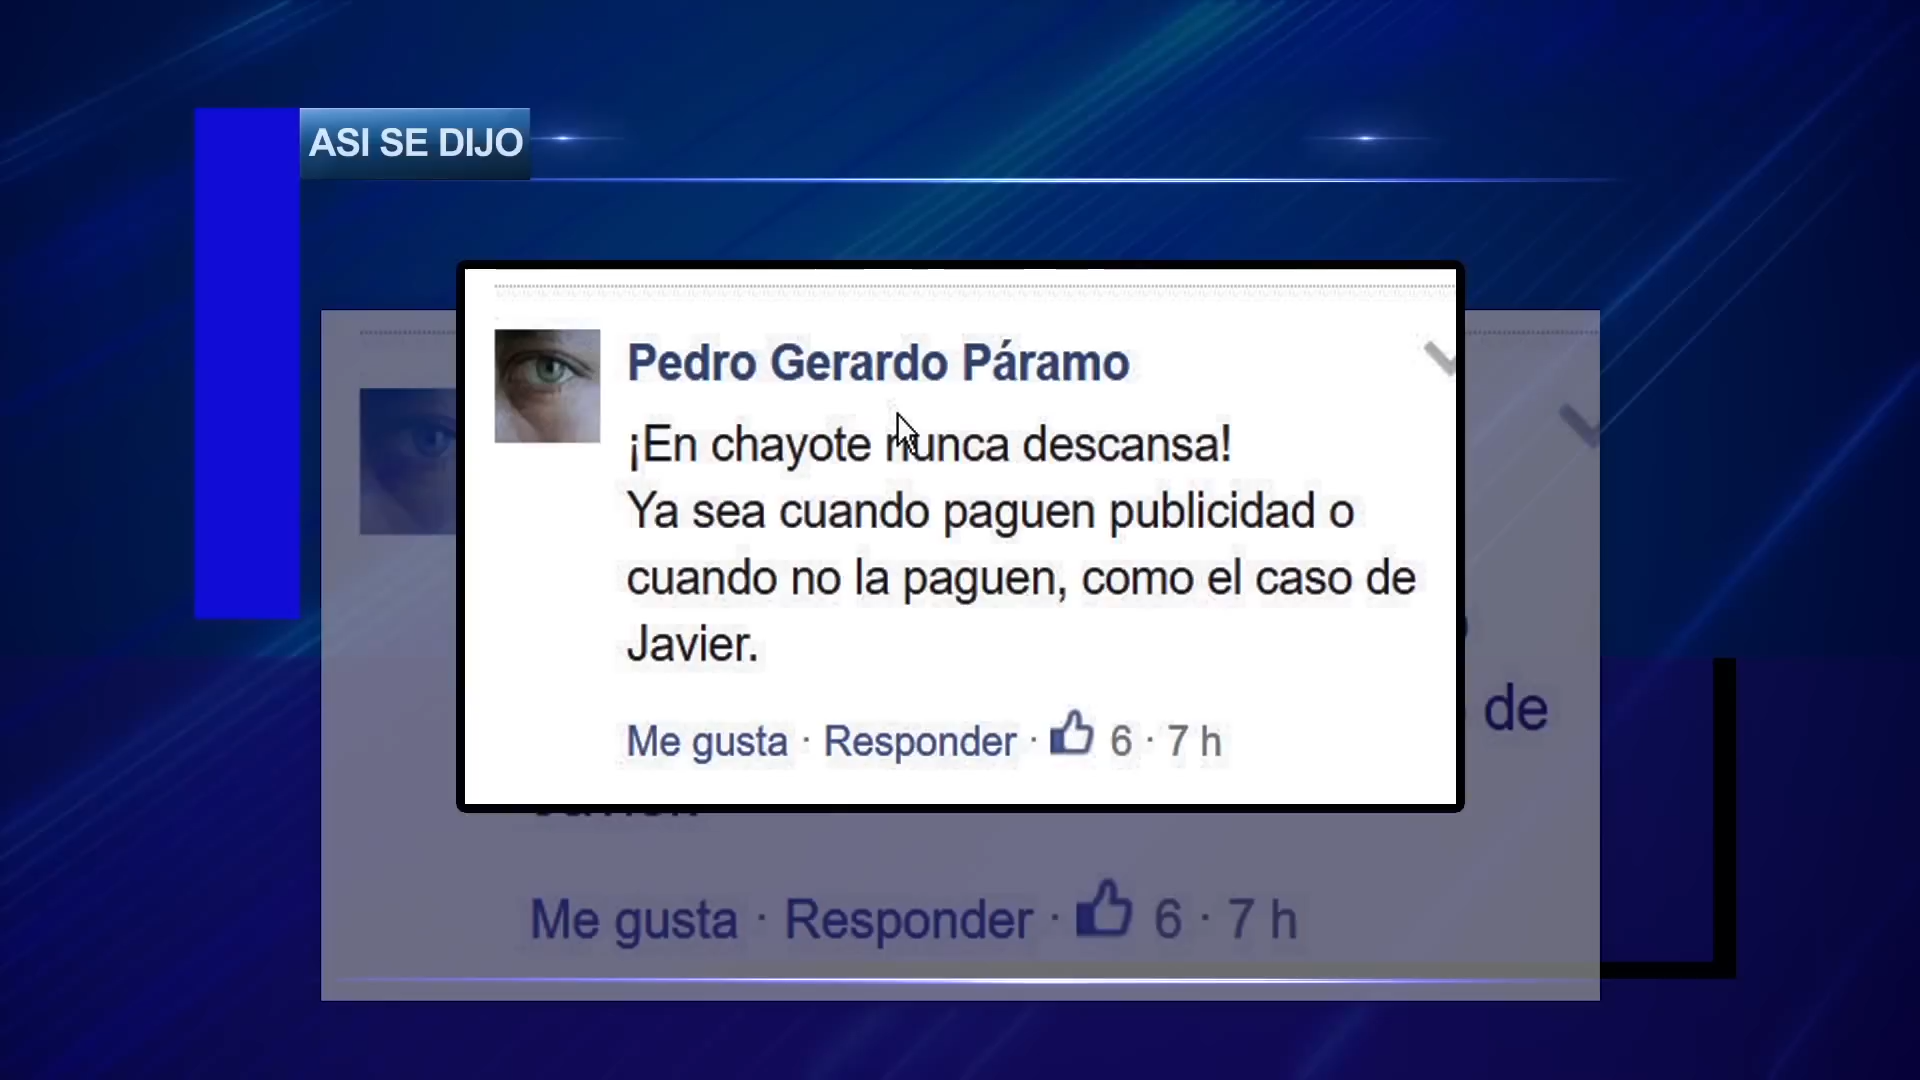 ASI SE DIJO
Pedro Gerardo Páramo
¡En chayote nunca descansa!
Ya sea cuando paguen publicidad o
cuando no la paguen, como el caso de
Javier.
Me gusta · Responder · 6 · 7 h
de
Me gusta · Responder · 6 · 7 h